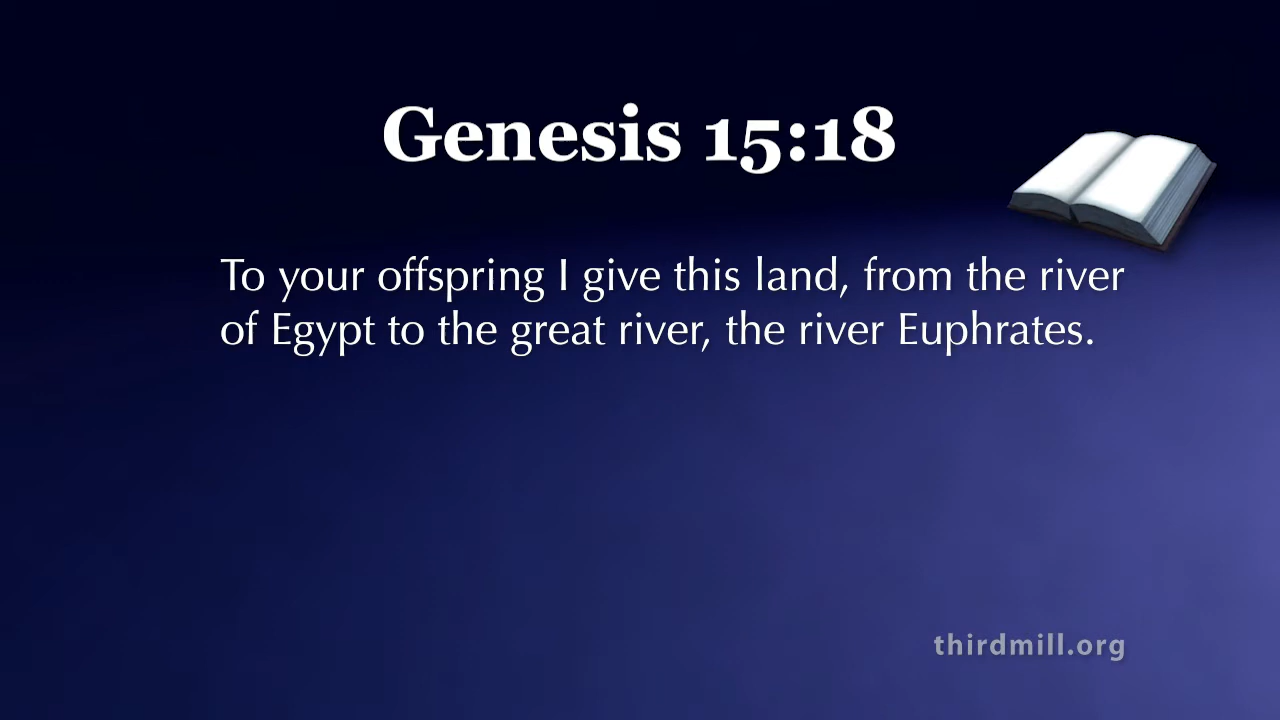 Genesis 15:18
To your offspring I give this land, from the river
of Egypt to the great river, the river Euphrates.
thirdmill.org